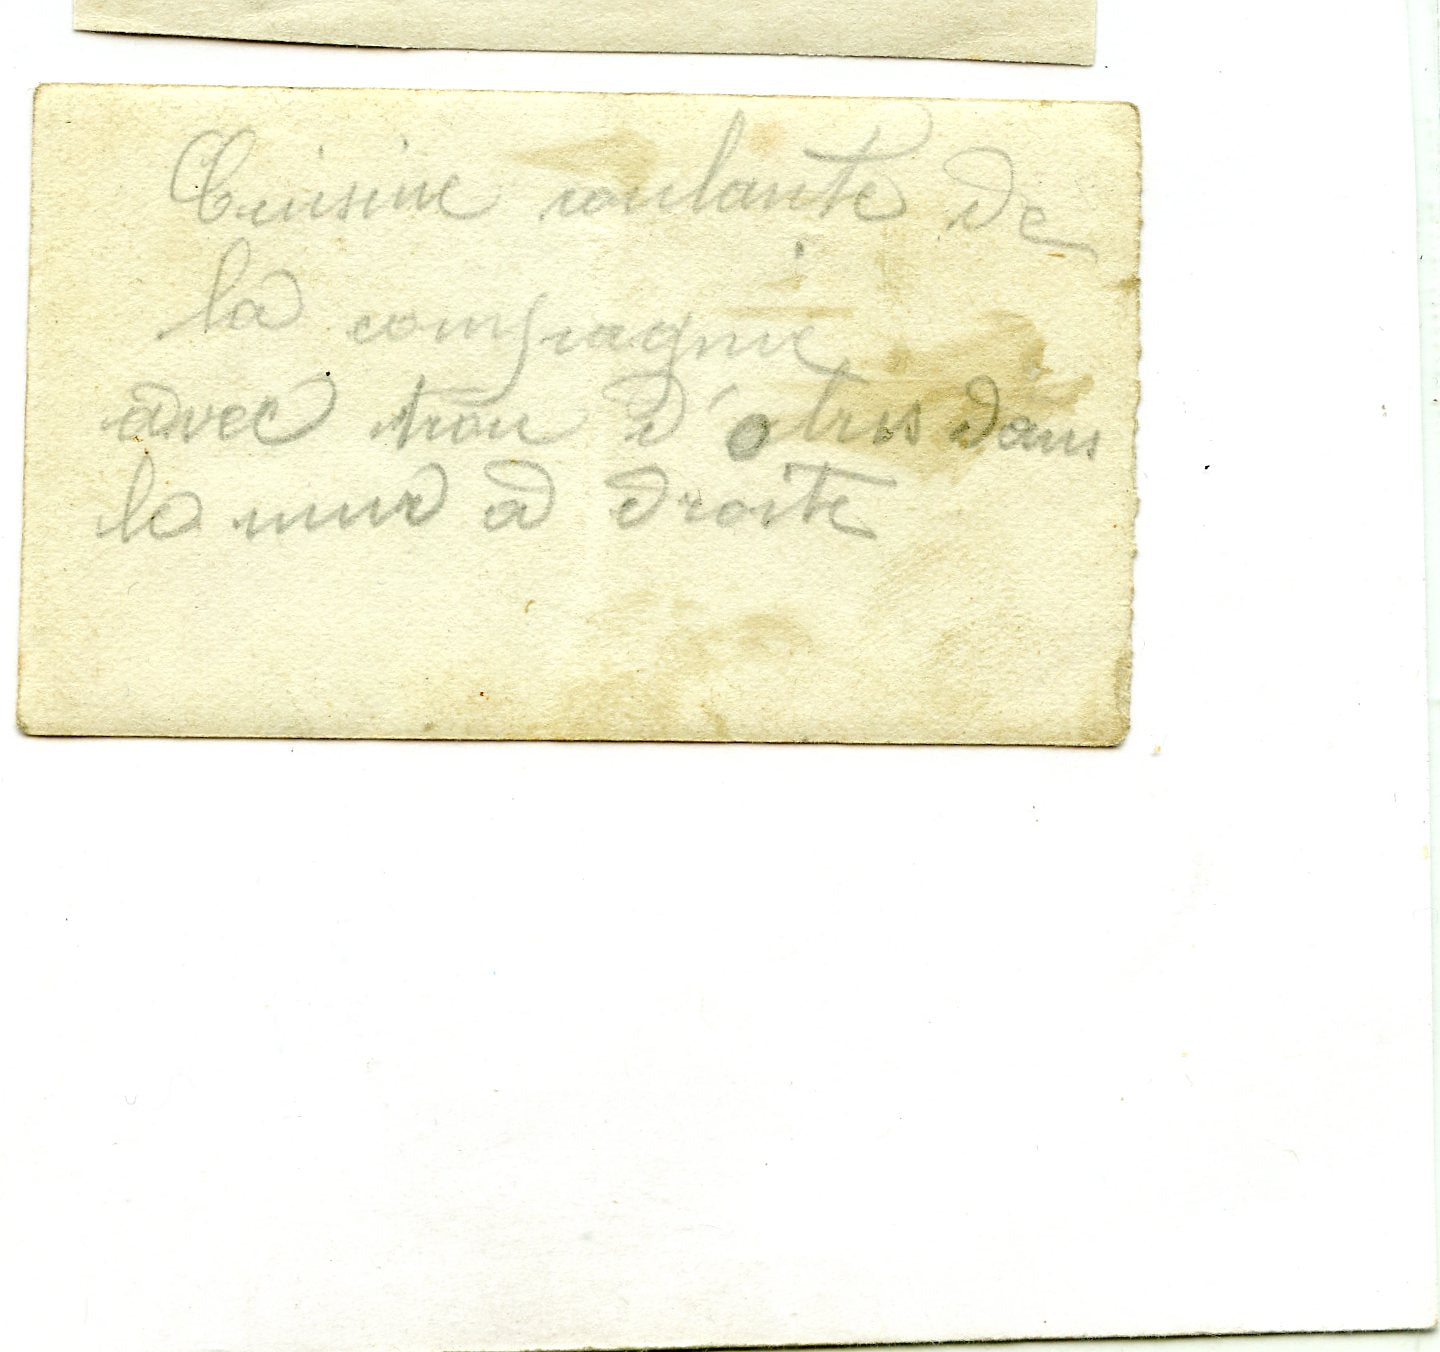 Cuisine roulante de
la compagnie
avec trou d'obus dans
le mur à droite